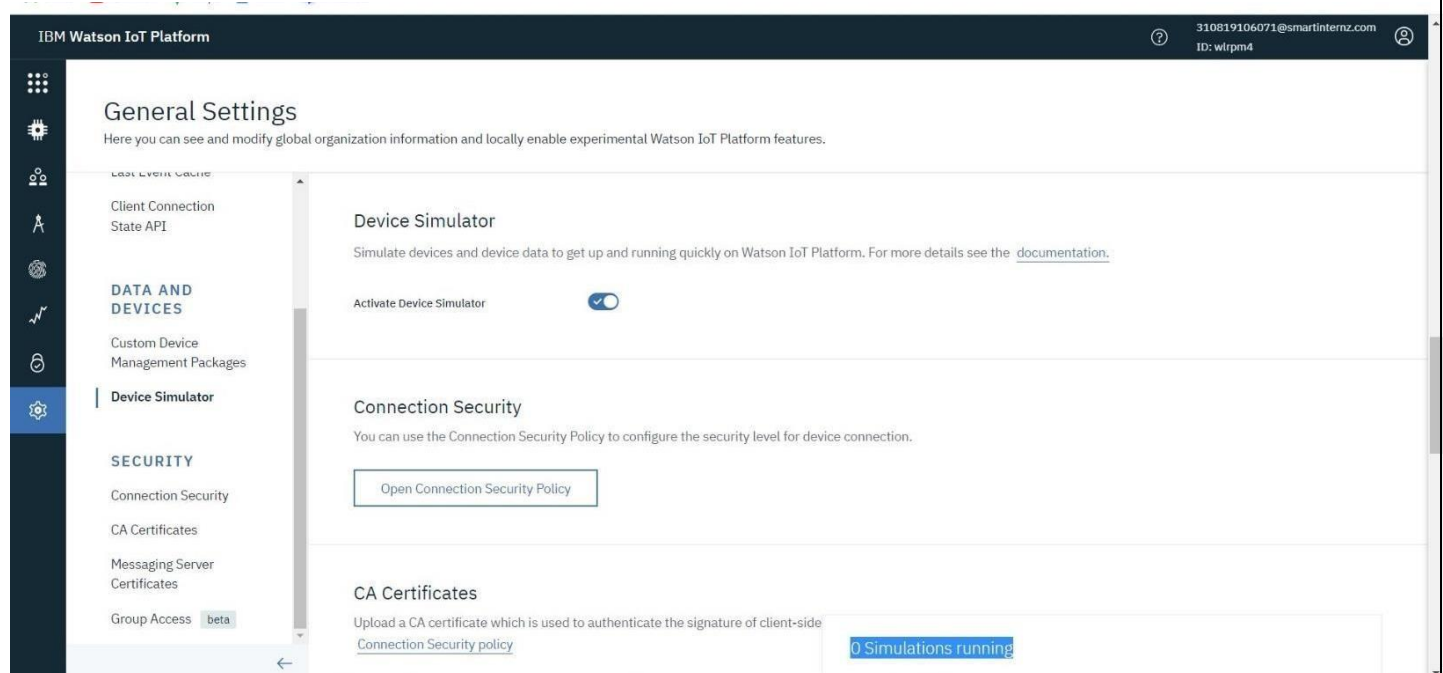 IBM Watson IoT Platform
310819106071@smartinternz.com
ID: wlrpm4
General Settings
Here you can see and modify global organization information and locally enable experimental Watson IoT Platform features.
Last Event Cache
Client Connection
State API
DATA AND
DEVICES
Custom Device
Management Packages
Device Simulator
SECURITY
Connection Security
CA Certificates
Messaging Server
Certificates
Group Access beta
Device Simulator
Simulate devices and device data to get up and running quickly on Watson IoT Platform. For more details see the documentation.
Activate Device Simulator
Connection Security
You can use the Connection Security Policy to configure the security level for device connection.
Open Connection Security Policy
CA Certificates
Upload a CA certificate which is used to authenticate the signature of client-side
Connection Security policy
0 Simulations running